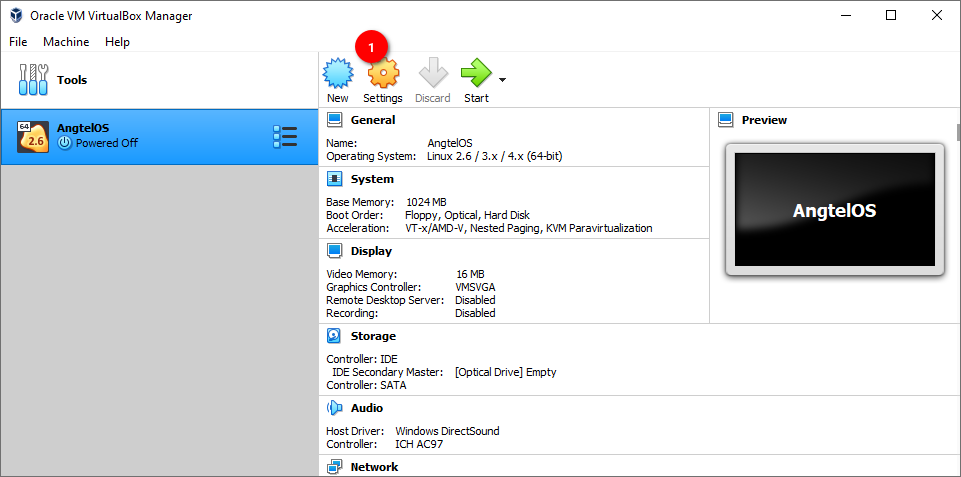 Oracle VM VirtualBox Manager
File Machine Help
1
Tools
New Settings Discard Start
64
2.6
AngtelOS
Powered Off
General
Name: AngtelOS
Operating System: Linux 2.6 / 3.x / 4.x (64-bit)
System
Base Memory: 1024 MB
Boot Order: Floppy, Optical, Hard Disk
Acceleration: VT-x/AMD-V, Nested Paging, KVM Paravirtualization
Display
Video Memory: 16 MB
Graphics Controller: VMSVGA
Remote Desktop Server: Disabled
Recording: Disabled
Storage
Controller: IDE
IDE Secondary Master: [Optical Drive] Empty
Controller: SATA
Audio
Host Driver: Windows DirectSound
Controller: ICH AC97
Network
Preview
AngtelOS